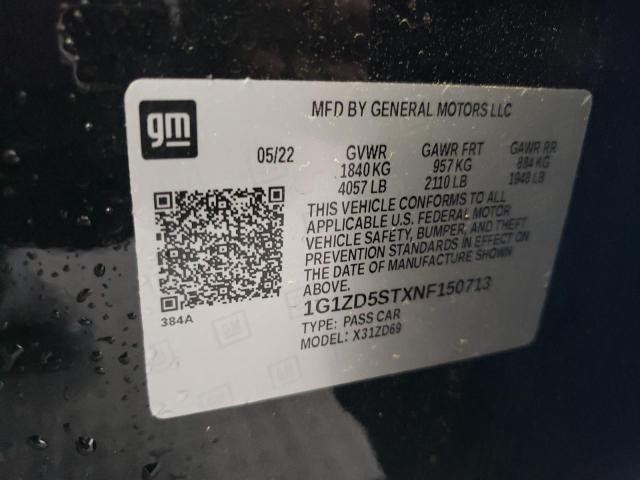 gm
MFD BY GENERAL MOTORS LLC
05/22 GVWR GAWR FRT GAWR RR
1840 KG 957 KG 884 KG
4057 LB 2110 LB 1948 LB
THIS VEHICLE CONFORMS TO ALL
APPLICABLE U.S. FEDERAL MOTOR
VEHICLE SAFETY, BUMPER, AND THEFT
PREVENTION STANDARDS IN EFFECT ON
THE DATE OF MANUFACTURE SHOWN
ABOVE.
384A
1G1ZD5STXNF150713
TYPE: PASS CAR
MODEL: X31ZD69